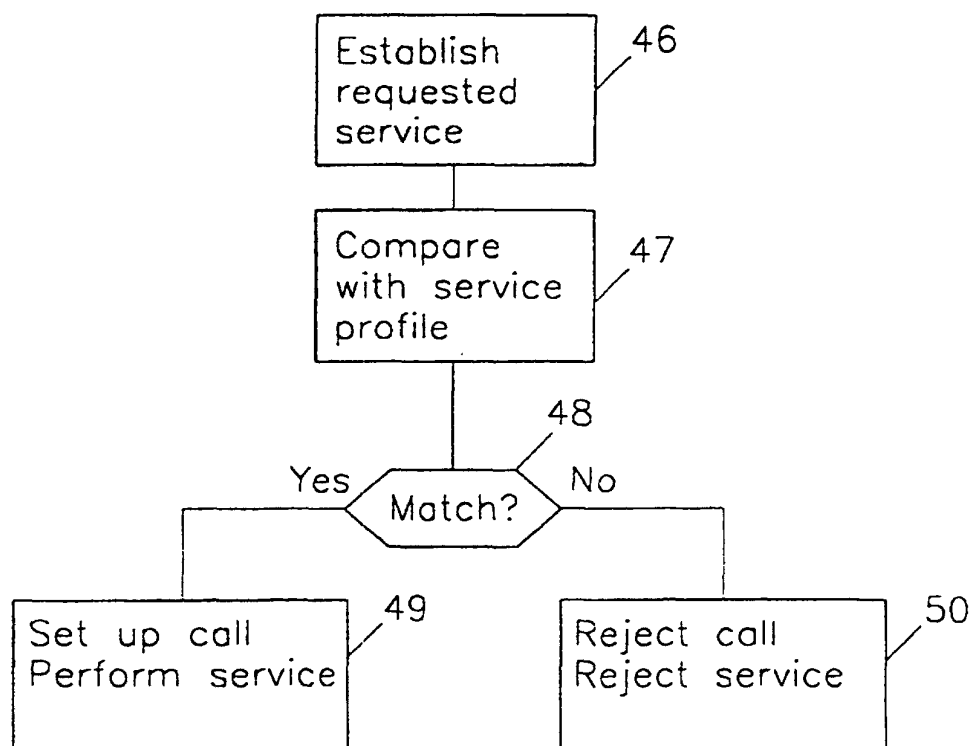 Establish
requested
service
46
Compare
with service
profile
47
48
Yes
Match?
No
Set up call
Perform service
49
Reject call
Reject service
50